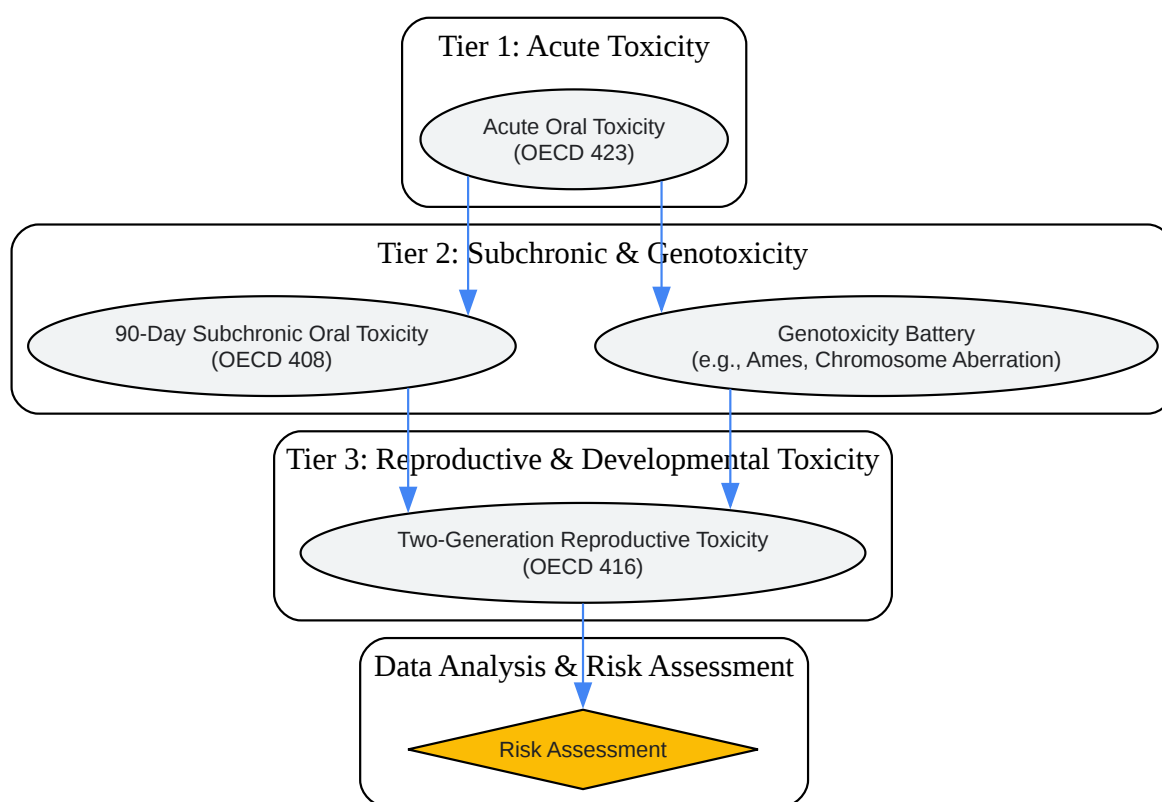 Tier 1: Acute Toxicity
Acute Oral Toxicity
(OECD 423)
Tier 2: Subchronic & Genotoxicity
90-Day Subchronic Oral Toxicity
(OECD 408)
Genotoxicity Battery
(e.g., Ames, Chromosome Aberration)
Tier 3: Reproductive & Developmental Toxicity
Two-Generation Reproductive Toxicity
(OECD 416)
Data Analysis & Risk Assessment
Risk Assessment